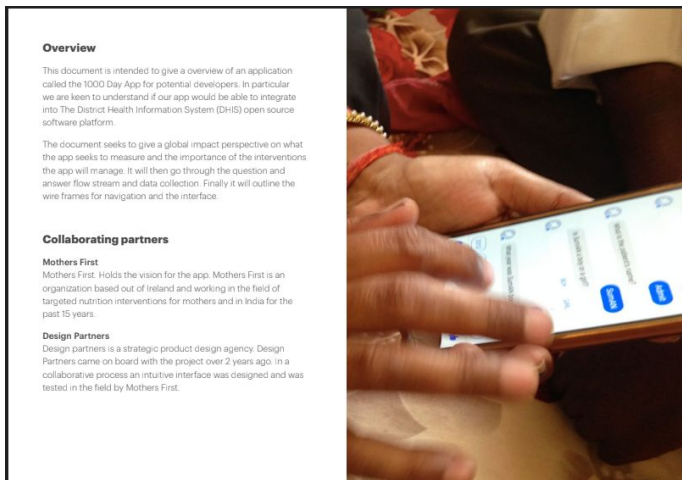 Overview
This document is intended to give a overview of an application
called the 1000 Day App for potential developers. In particular
we are keen to understand if our app would be able to integrate
into The District Health Information System (DHIS) open source
software platform.
The document seeks to give a global impact perspective on what
the app seeks to measure and the importance of the interventions
the app will manage. It will then go through the question and
answer flow stream and data collection. Finally it will outline the
wire frames for navigation and the interface.
Collaborating partners
Mothers First
Mothers First. Holds the vision for the app. Mothers First is an
organization based out of Ireland and working in the field of
targeted nutrition interventions for mothers and in India for the
past 15 years.
Design Partners
Design partners is a strategic product design agency. Design
Partners came on board with the project over 2 years ago. In a
collaborative process an intuitive interface was designed and was
tested in the field by Mothers First.
Admit
What is the patient's name?